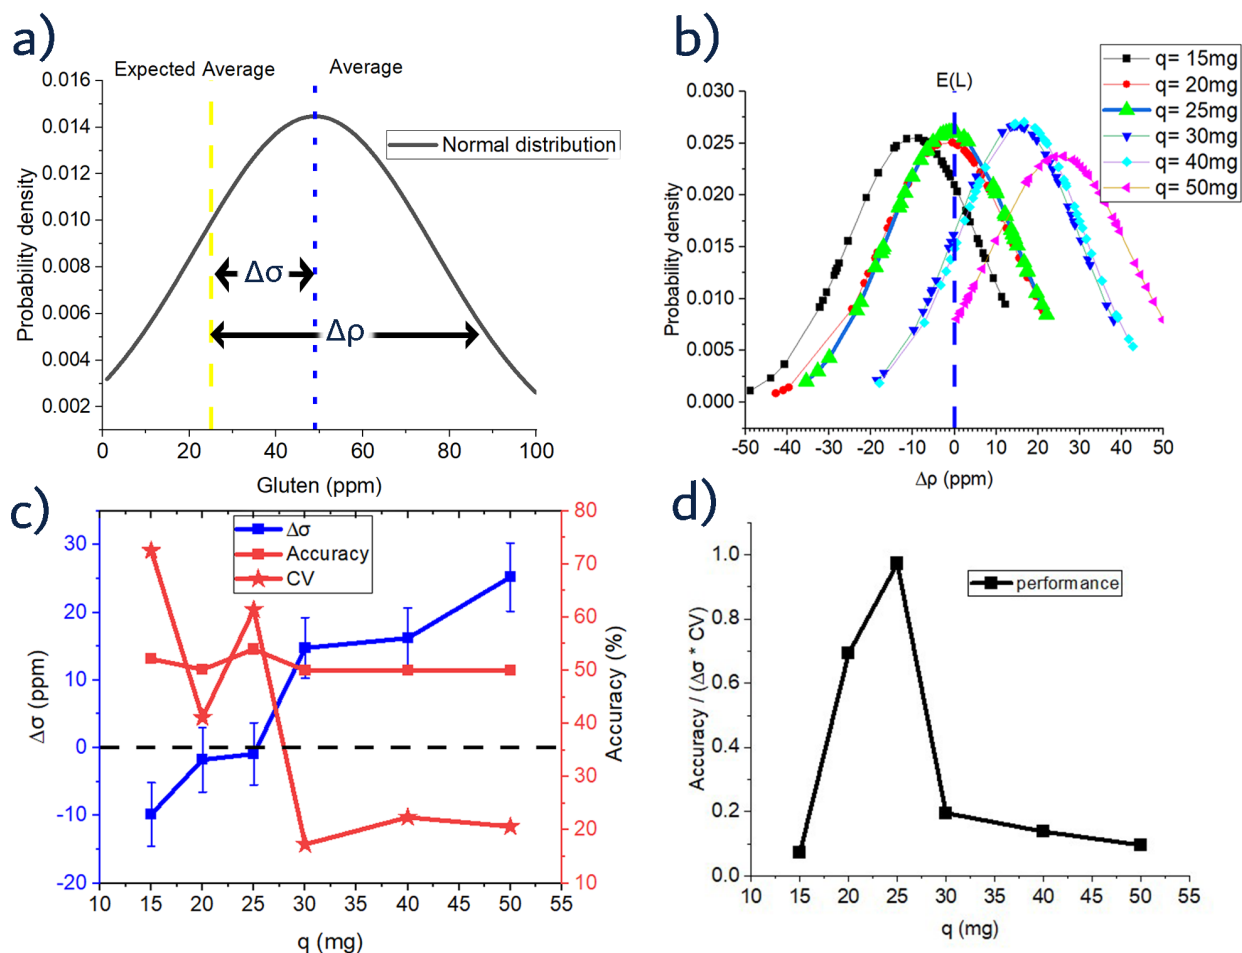 a)
Expected Average
Average
0.016
0.014
0.012
0.010
0.008
0.006
0.004
0.002
Probability density
Normal distribution
Δσ
Δρ
0
20
40
60
80
100
Gluten (ppm)
b)
E(L)
q= 15mg
q= 20mg
q= 25mg
q= 30mg
q= 40mg
q= 50mg
0.030
0.025
0.020
0.015
0.010
0.005
0.000
Probability density
-50
-40
-30
-20
-10
0
10
20
30
40
50
Δρ (ppm)
c)
Δσ
Accuracy
CV
30
20
10
0
-10
-20
Δσ (ppm)
80
70
60
50
40
30
20
10
Accuracy (%)
10
15
20
25
30
35
40
45
50
55
q (mg)
d)
performance
1.0
0.8
0.6
0.4
0.2
0.0
Accuracy / (Δσ * CV)
10
15
20
25
30
35
40
45
50
55
q (mg)